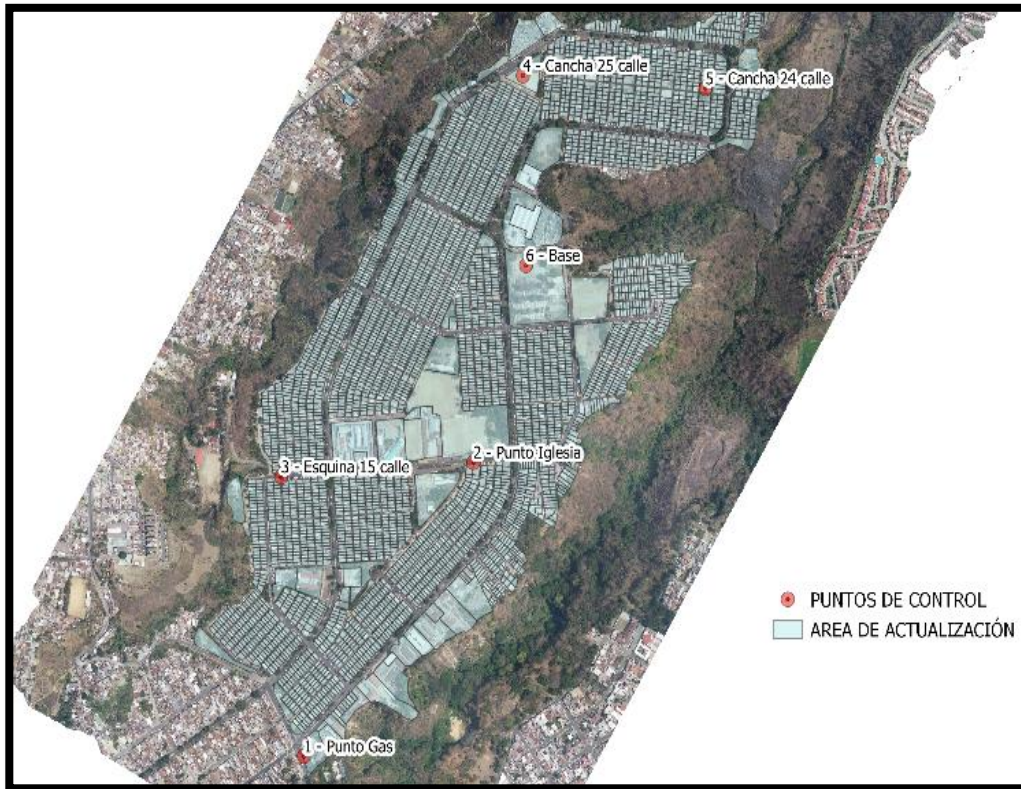 4 - Cancha 25 calle
5 - Cancha 24 calle
6 - Base
2 - Punto Iglesia
3 - Esquina 15 calle
PUNTOS DE CONTROL
AREA DE ACTUALIZACIÓN
1 - Punto Gas